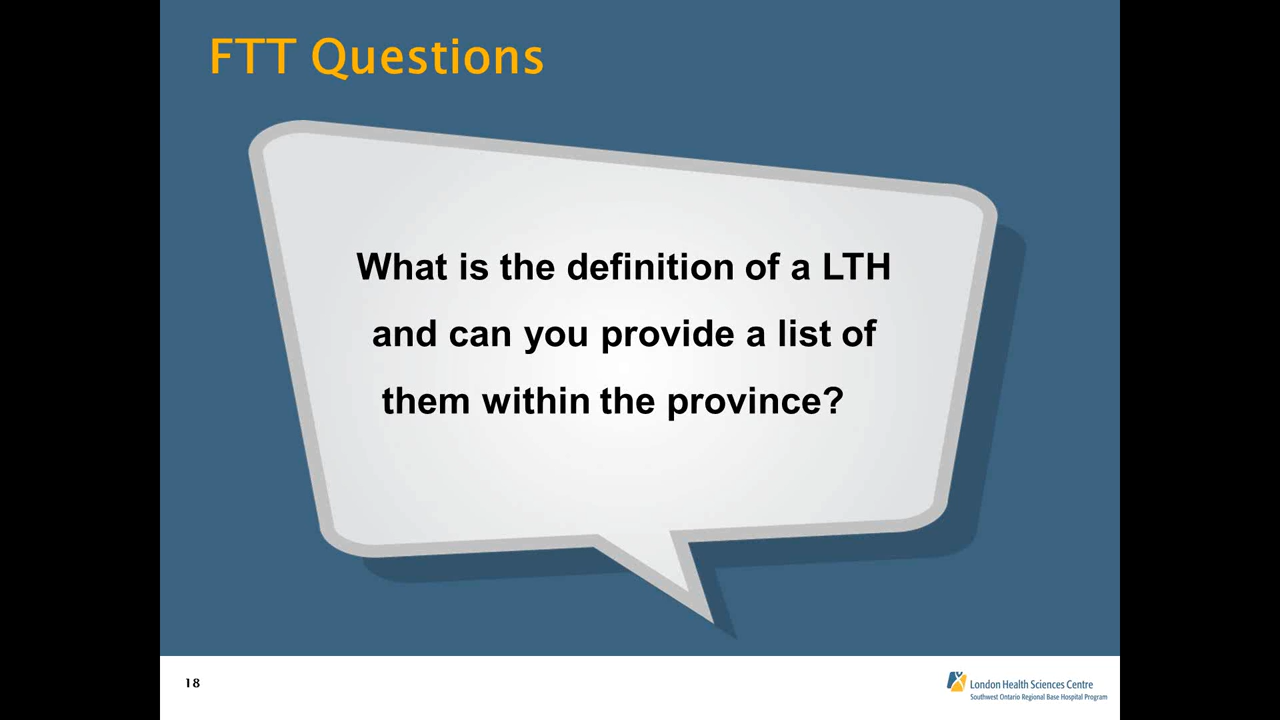 FTT Questions
What is the definition of a LTH
and can you provide a list of
them within the province?
18
London Health Sciences Centre
Southwest Ontario Regional Base Hospital Program